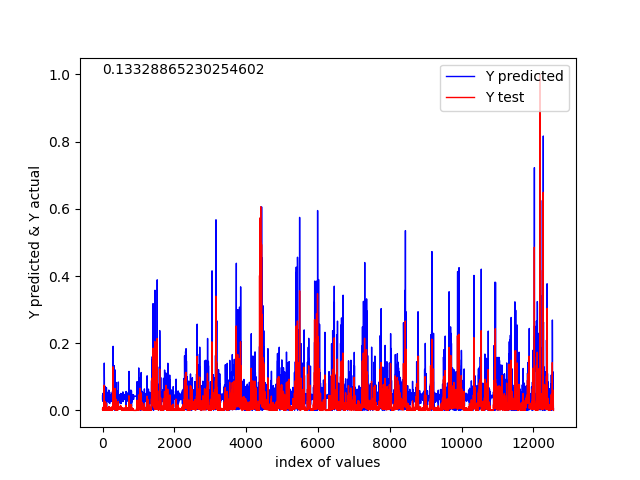 0.13328865230254602
Y predicted
Y test
1.0
0.8
0.6
0.4
0.2
0.0
Y predicted & Y actual
0 2000 4000 6000 8000 10000 12000
index of values